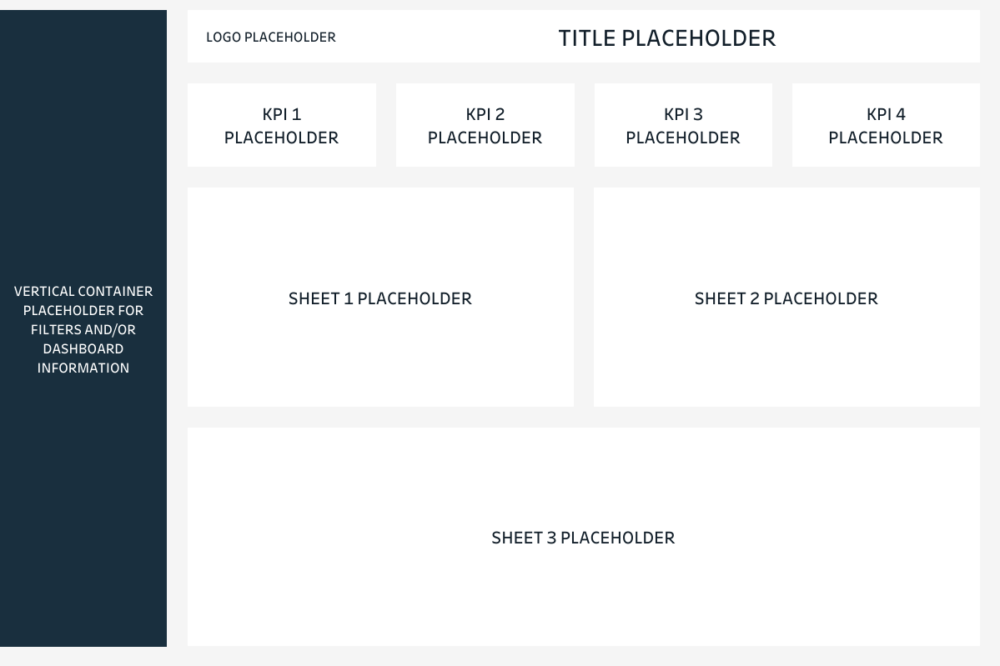 LOGO PLACEHOLDER
TITLE PLACEHOLDER
KPI 1
PLACEHOLDER
KPI 2
PLACEHOLDER
KPI 3
PLACEHOLDER
KPI 4
PLACEHOLDER
VERTICAL CONTAINER
PLACEHOLDER FOR
FILTERS AND/OR
DASHBOARD
INFORMATION
SHEET 1 PLACEHOLDER
SHEET 2 PLACEHOLDER
SHEET 3 PLACEHOLDER